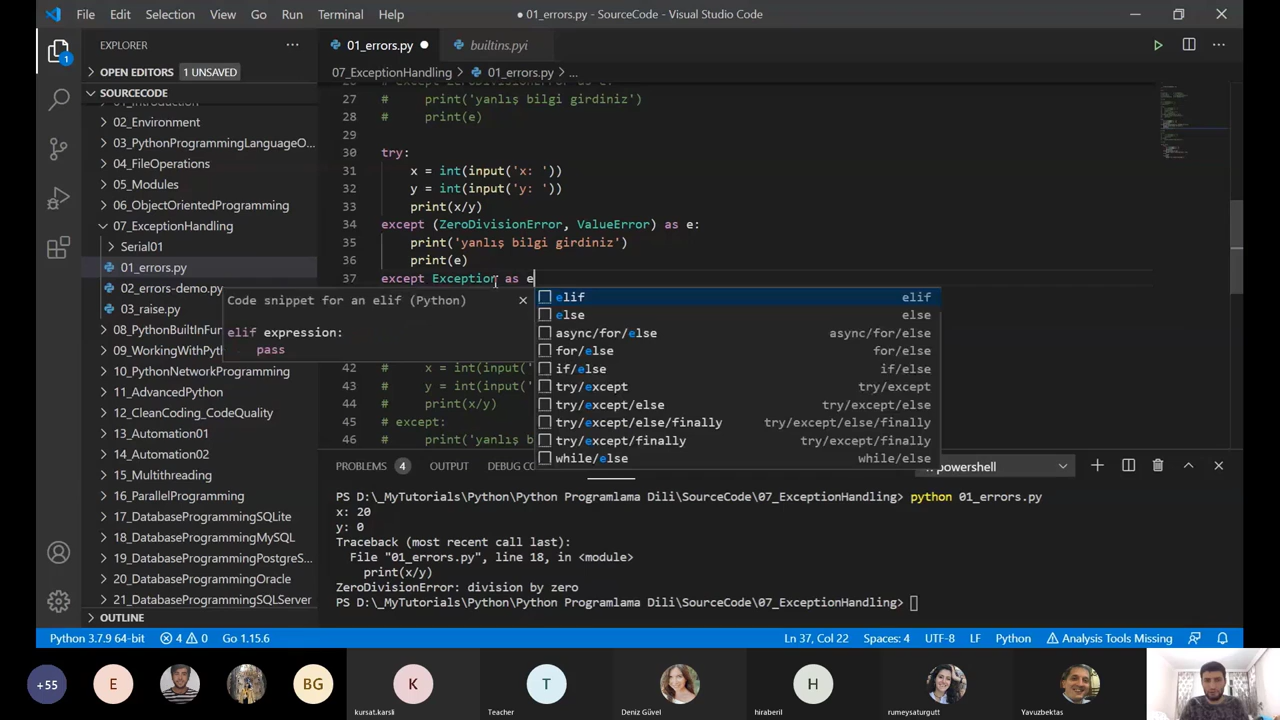 File Edit Selection View Go Run Terminal Help
● 01_errors.py - SourceCode - Visual Studio Code
EXPLORER
OPEN EDITORS 1 UNSAVED
SOURCECODE
02_Environment
03_PythonProgrammingLanguageO...
04_FileOperations
05_Modules
06_ObjectOrientedProgramming
07_ExceptionHandling
Serial01
01_errors.py
02_errors-demo.py
03_raise.py
08_PythonBuiltInFur
09_WorkingWithPyt
10_PythonNetworkProgramming
11_AdvancedPython
12_CleanCoding_CodeQuality
13_Automation01
14_Automation02
15_Multithreading
16_ParallelProgramming
17_DatabaseProgrammingSQLite
18_DatabaseProgrammingMySQL
19_DatabaseProgrammingPostgreS...
20_DatabaseProgrammingOracle
21_DatabaseProgrammingSQLServer
OUTLINE
01_errors.py ●
builtins.pyi
07_ExceptionHandling > 01_errors.py > ...
27 # print('yanlış bilgi girdiniz')
28 # print(e)
29
30 try:
31 x = int(input('x: '))
32 y = int(input('y: '))
33 print(x/y)
34 except (ZeroDivisionError, ValueError) as e:
35 print('yanlış bilgi girdiniz')
36 print(e)
37 except Exception as e
Code snippet for an elif (Python)
elif expression:
pass
elif elif
else else
async/for/else async/for/else
for/else for/else
if/else if/else
try/except try/except
try/except/else try/except/else
try/except/else/finally try/except/else/finally
try/except/finally try/except/finally
while/else while/else
42 # x = int(input('
43 # y = int(input('
44 # print(x/y)
45 # except:
46 # print('yanlış b
PROBLEMS 4 OUTPUT DEBUG CO powershell
PS D:\_MyTutorials\Python\Python Programlama Dili\SourceCode\07_ExceptionHandling> python 01_errors.py
x: 20
y: 0
Traceback (most recent call last):
File "01_errors.py", line 18, in <module>
print(x/y)
ZeroDivisionError: division by zero
PS D:\_MyTutorials\Python\Python Programlama Dili\SourceCode\07_ExceptionHandling>
Python 3.7.9 64-bit 4 0 Go 1.15.6 Ln 37, Col 22 Spaces: 4 UTF-8 LF Python Analysis Tools Missing
+55 E BG K T H
kursat.karsli Teacher Deniz Güvel hiraberil rumeysaturgutt Yavuzbektas